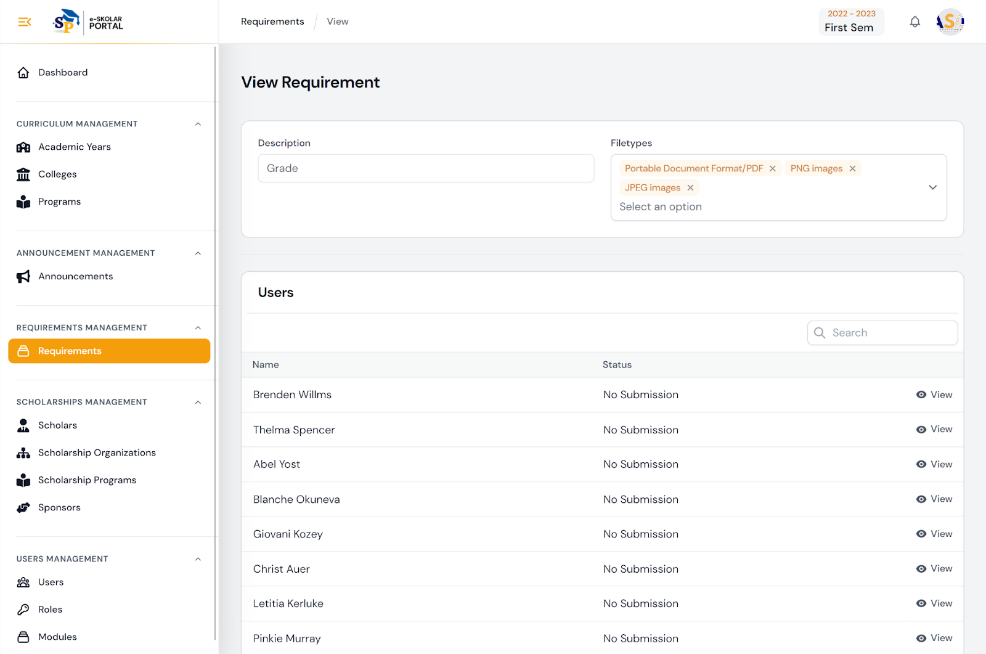 SP
e-SKOLAR
PORTAL
Requirements / View
2022 - 2023
First Sem
S
Dashboard
CURRICULUM MANAGEMENT
Academic Years
Colleges
Programs
ANNOUNCEMENT MANAGEMENT
Announcements
REQUIREMENTS MANAGEMENT
Requirements
SCHOLARSHIPS MANAGEMENT
Scholars
Scholarship Organizations
Scholarship Programs
Sponsors
USERS MANAGEMENT
Users
Roles
Modules
View Requirement
Description
Grade
Filetypes
Portable Document Format/PDF × PNG images ×
JPEG images ×
Select an option
Users
Search
Name Status
Brenden Willms No Submission View
Thelma Spencer No Submission View
Abel Yost No Submission View
Blanche Okuneva No Submission View
Giovani Kozey No Submission View
Christ Auer No Submission View
Letitia Kerluke No Submission View
Pinkie Murray No Submission View